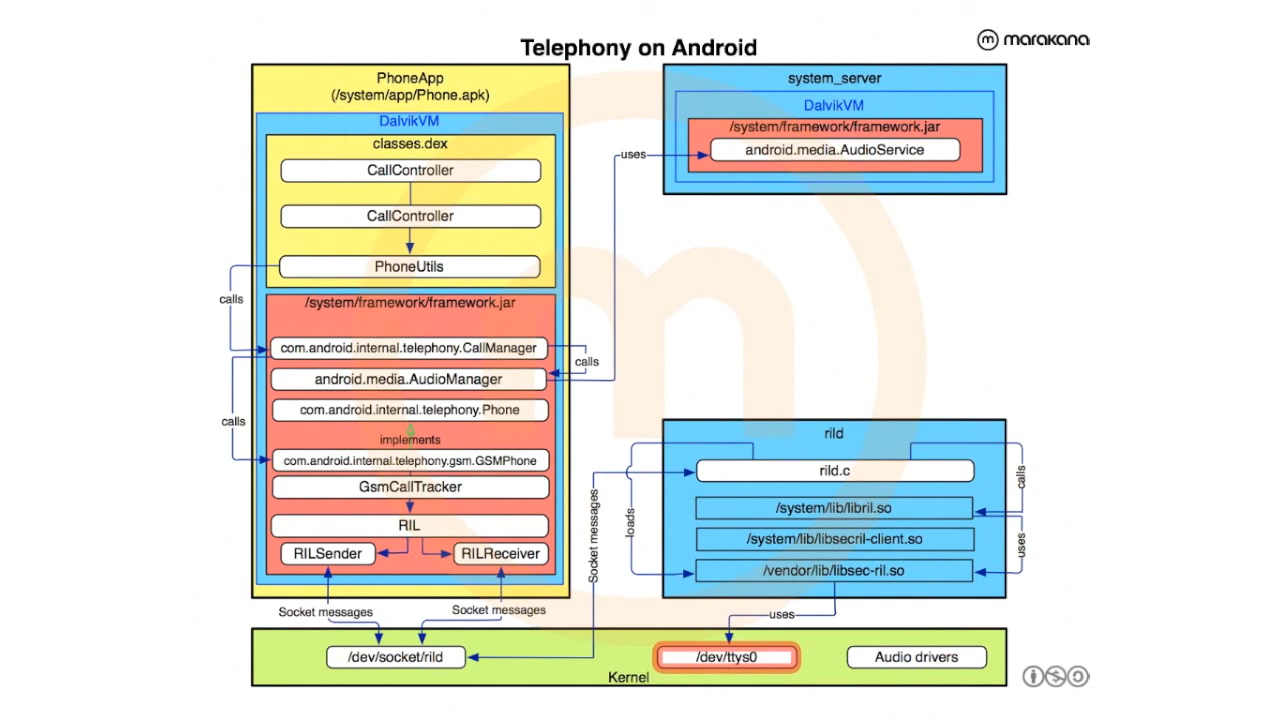 Telephony on Android
marakana
PhoneApp
(/system/app/Phone.apk)
DalvikVM
classes.dex
CallController
CallController
PhoneUtils
calls
/system/framework/framework.jar
com.android.internal.telephony.CallManager
calls
android.media.AudioManager
com.android.internal.telephony.Phone
calls
implements
com.android.internal.telephony.gsm.GSMPhone
GsmCallTracker
RIL
RILSender
RILReceiver
Socket messages
Socket messages
uses
system_server
DalvikVM
/system/framework/framework.jar
android.media.AudioService
rild
rild.c
calls
/system/lib/libril.so
loads
Socket messages
/system/lib/libsecril-client.so
uses
/vendor/lib/libsec-ril.so
uses
/dev/socket/rild
/dev/ttys0
Audio drivers
Kernel